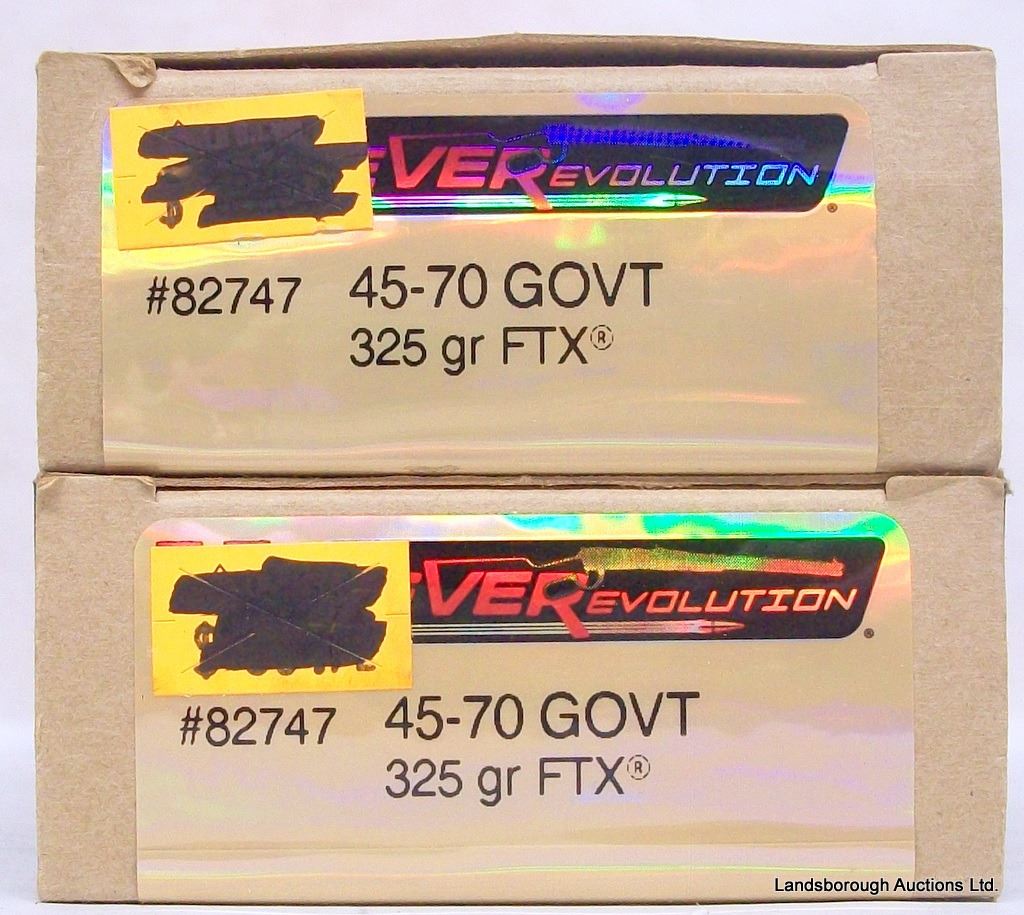 EVEREVOLUTION
#82747 45-70 GOVT
325 gr FTX®
EVEREVOLUTION
#82747 45-70 GOVT
325 gr FTX®
Landsborough Auctions Ltd.